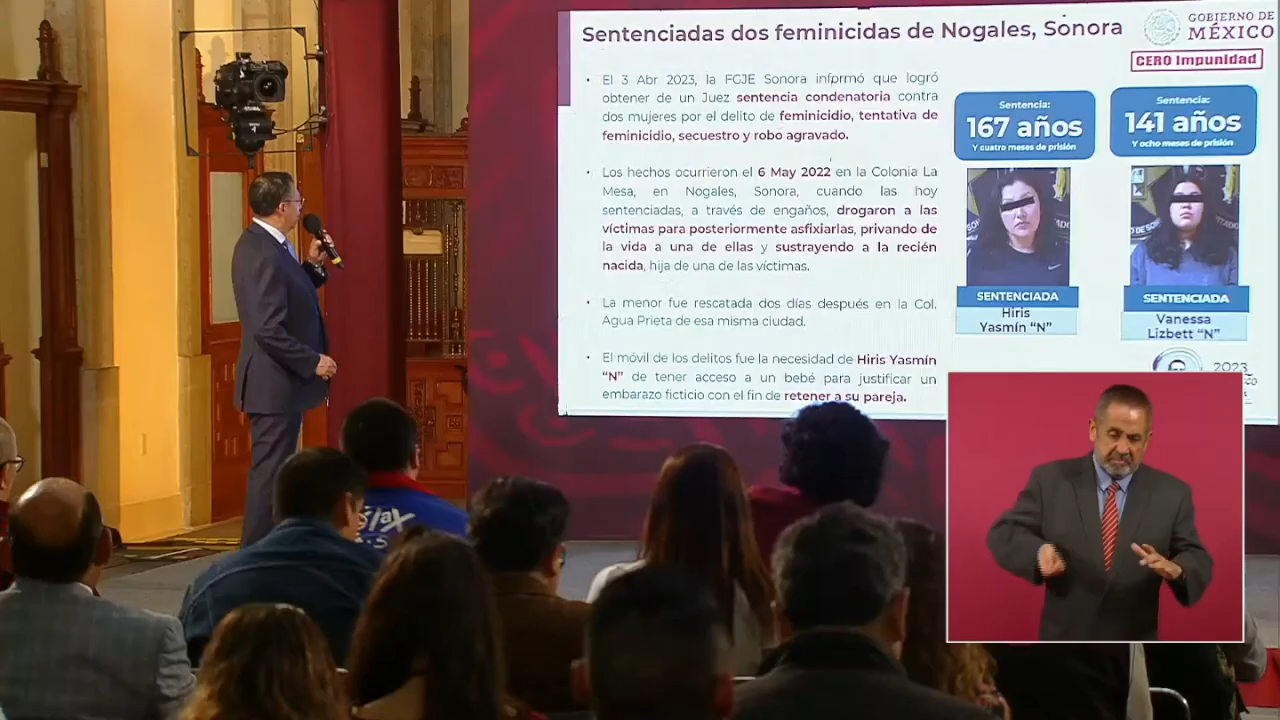 Sentenciadas dos feminicidas de Nogales, Sonora
GOBIERNO DE
MÉXICO
CERO Impunidad
• El 3 Abr 2023, la FGJE Sonora informó que logró
obtener de un Juez sentencia condenatoria contra
dos mujeres por el delito de feminicidio, tentativa de
feminicidio, secuestro y robo agravado.
• Los hechos ocurrieron el 6 May 2022 en la Colonia La
Mesa, en Nogales, Sonora, cuando las hoy
sentenciadas, a través de engaños, drogaron a las
víctimas para posteriormente asfixiarlas, privando de
la vida a una de ellas y sustrayendo a la recién
nacida, hija de una de las víctimas.
• La menor fue rescatada dos días después en la Col.
Agua Prieta de esa misma ciudad.
• El móvil de los delitos fue la necesidad de Hiris Yasmín
“N” de tener acceso a un bebé para justificar un
embarazo ficticio con el fin de retener a su pareja.
Sentencia:
167 años
Y cuatro meses de prisión
SENTENCIADA
Hiris
Yasmín “N”
Sentencia:
141 años
Y ocho meses de prisión
SENTENCIADA
Vanessa
Lizbett “N”
2023